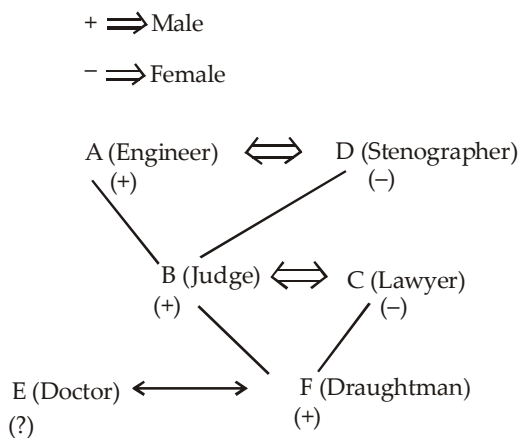 + ⟹ Male
− ⟹ Female
A (Engineer) ⟺ D (Stenographer)
(+) (−)
B (Judge) ⟺ C (Lawyer)
(+) (−)
E (Doctor) ↔ F (Draughtman)
(?) (+)